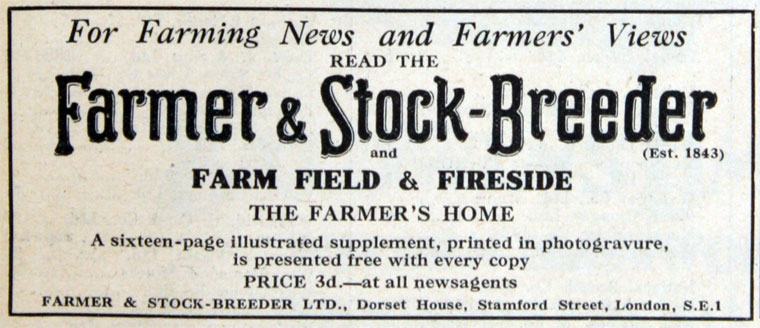 For Farming News and Farmers' Views
READ THE
Farmer & Stock-Breeder
and
(Est. 1843)
FARM FIELD & FIRESIDE
THE FARMER'S HOME
A sixteen-page illustrated supplement, printed in photogravure,
is presented free with every copy
PRICE 3d.—at all newsagents
FARMER & STOCK-BREEDER LTD., Dorset House, Stamford Street, London, S.E.1